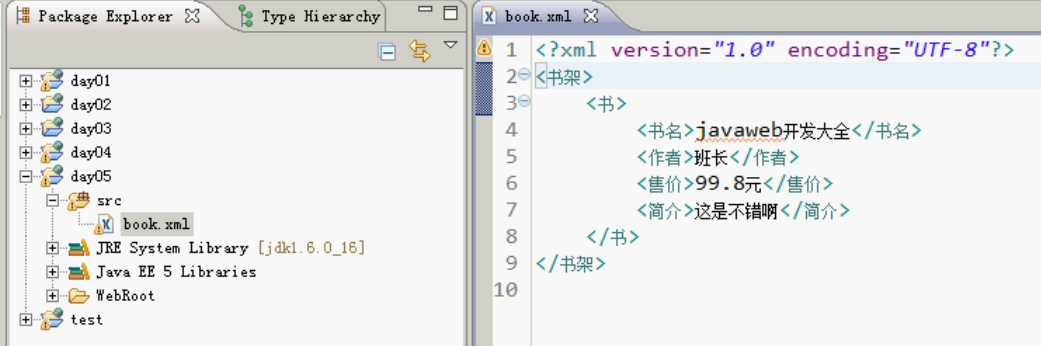 Package Explorer
Type Hierarchy
day01
day02
day03
day04
day05
src
book.xml
JRE System Library [jdk1.6.0_16]
Java EE 5 Libraries
WebRoot
test
book.xml
1 <?xml version="1.0" encoding="UTF-8"?>
2 <书架>
3 <书>
4 <书名>javaweb开发大全</书名>
5 <作者>班长</作者>
6 <售价>99.8元</售价>
7 <简介>这是不错啊</简介>
8 </书>
9 </书架>
10